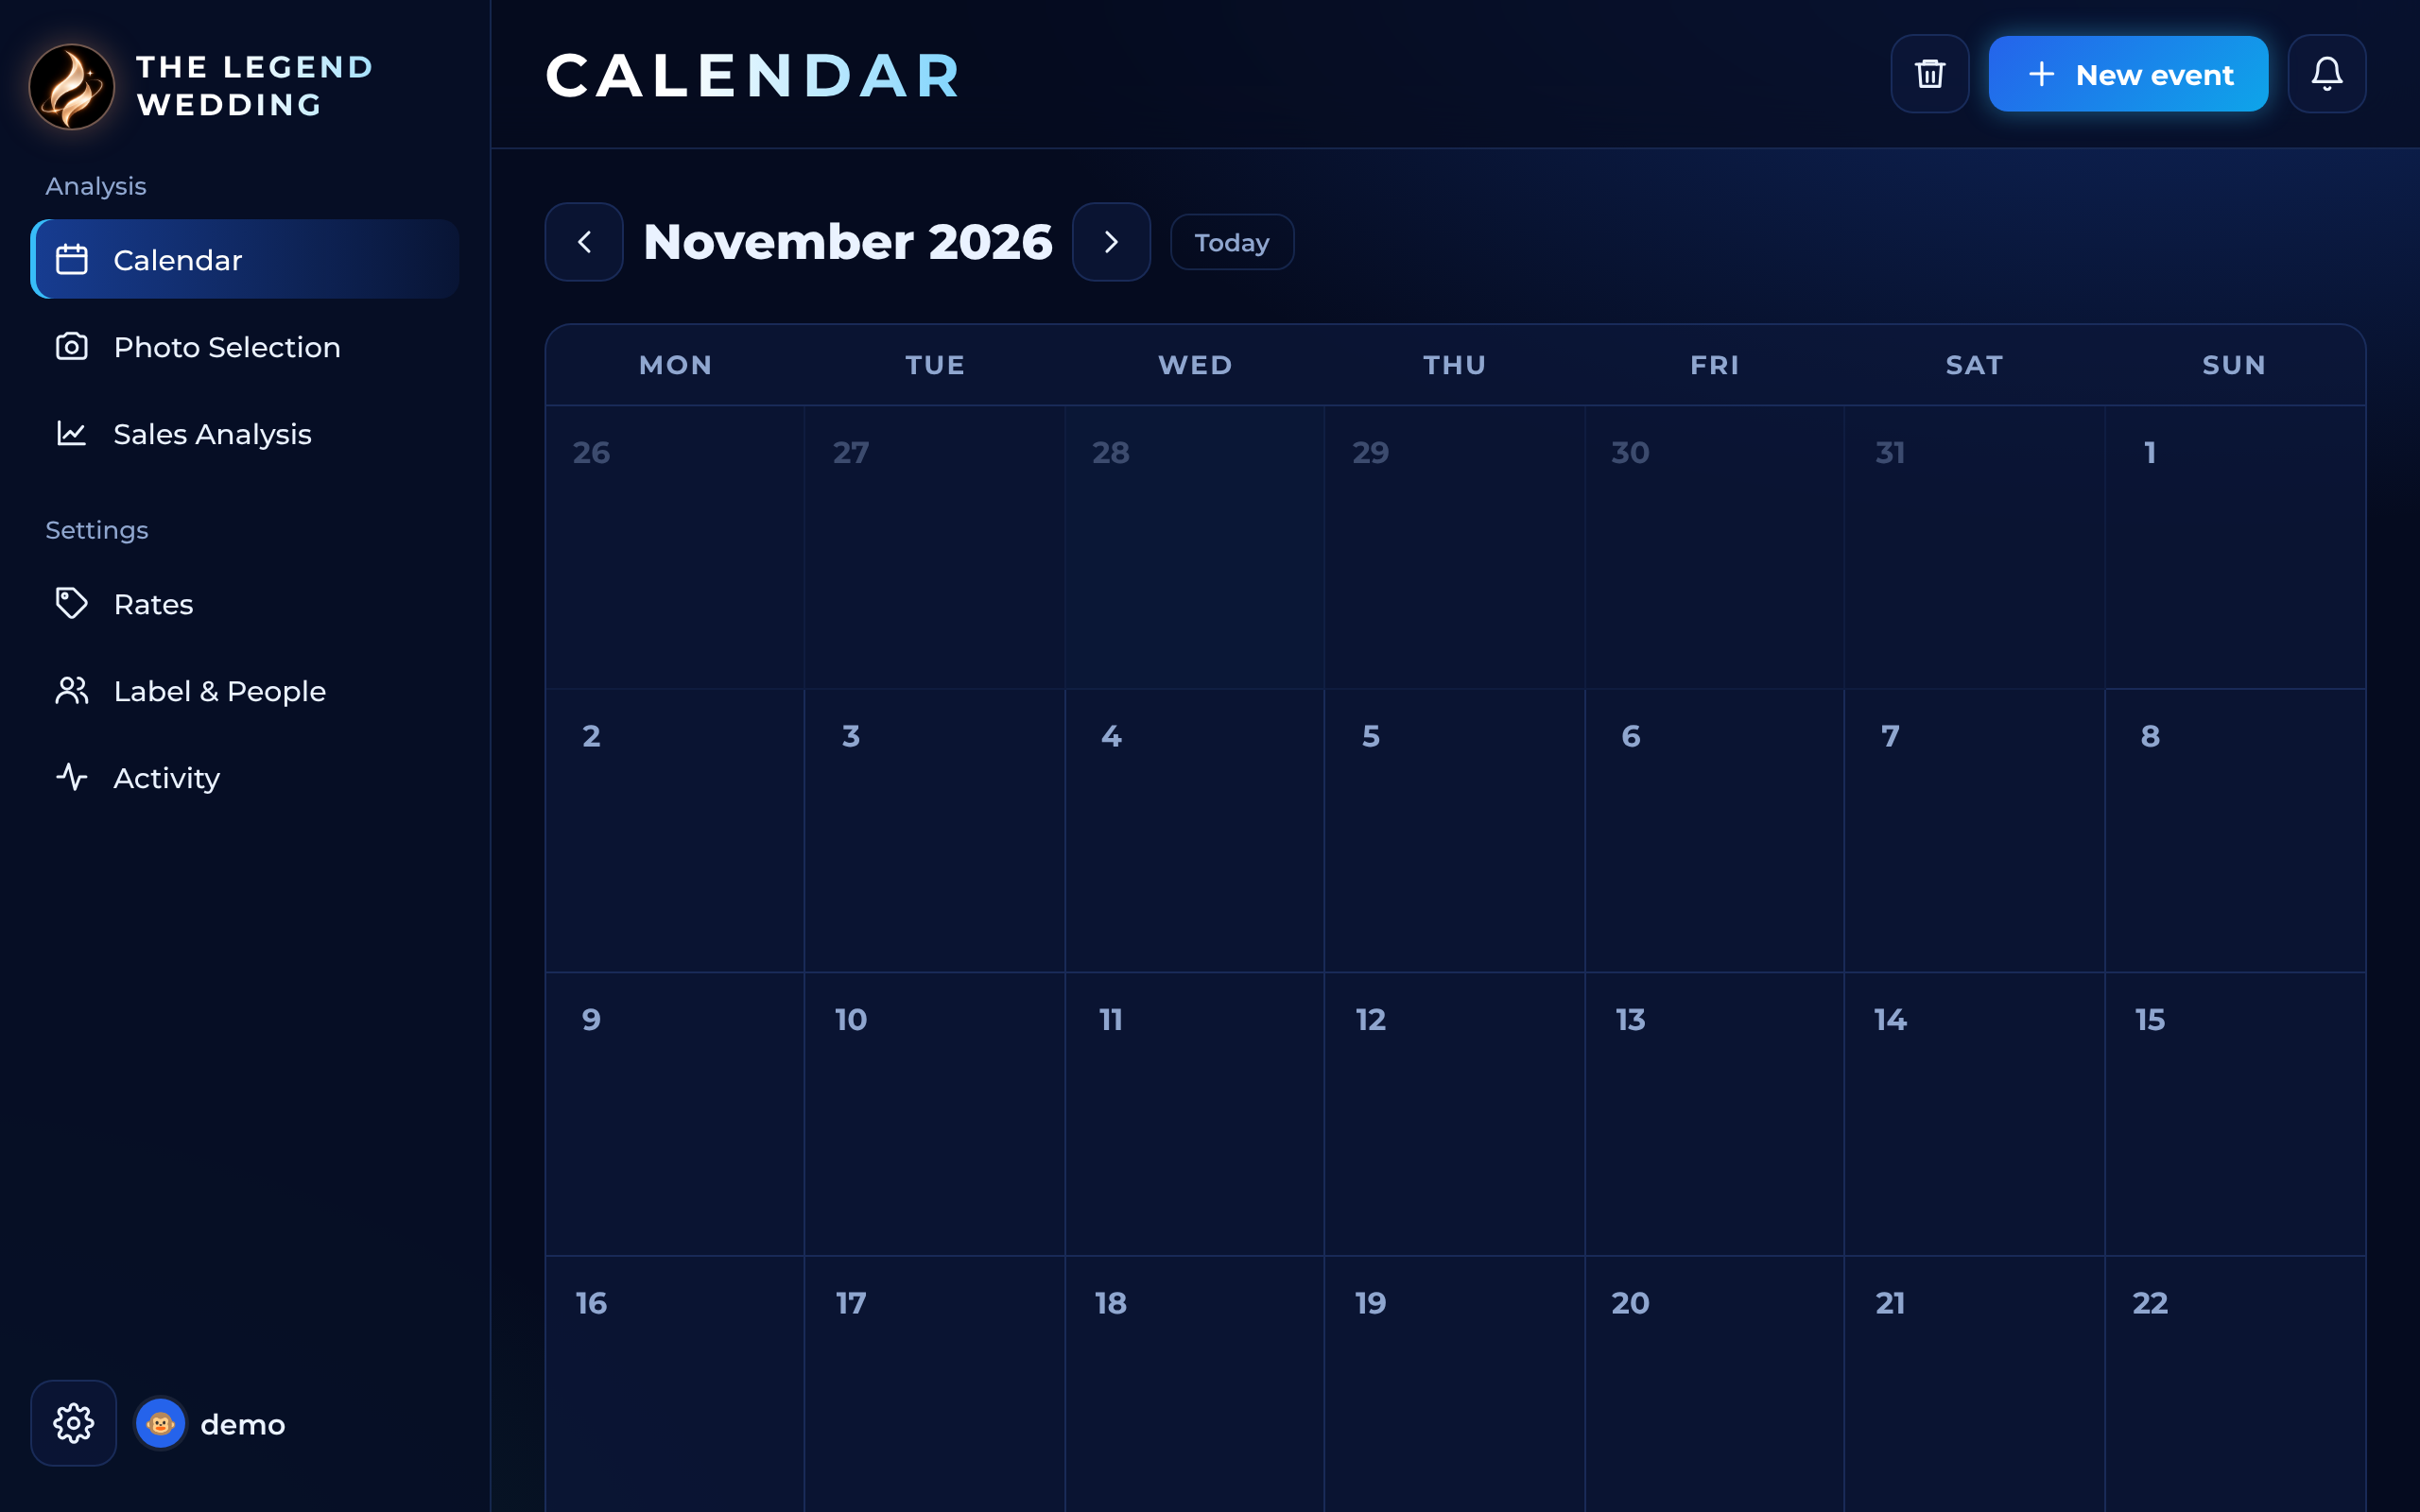 THE LEGEND
WEDDING
Analysis
Calendar
Photo Selection
Sales Analysis
Settings
Rates
Label & People
Activity
demo
CALENDAR
New event
November 2026
Today
MON TUE WED THU FRI SAT SUN
26 27 28 29 30 31 1
2 3 4 5 6 7 8
9 10 11 12 13 14 15
16 17 18 19 20 21 22